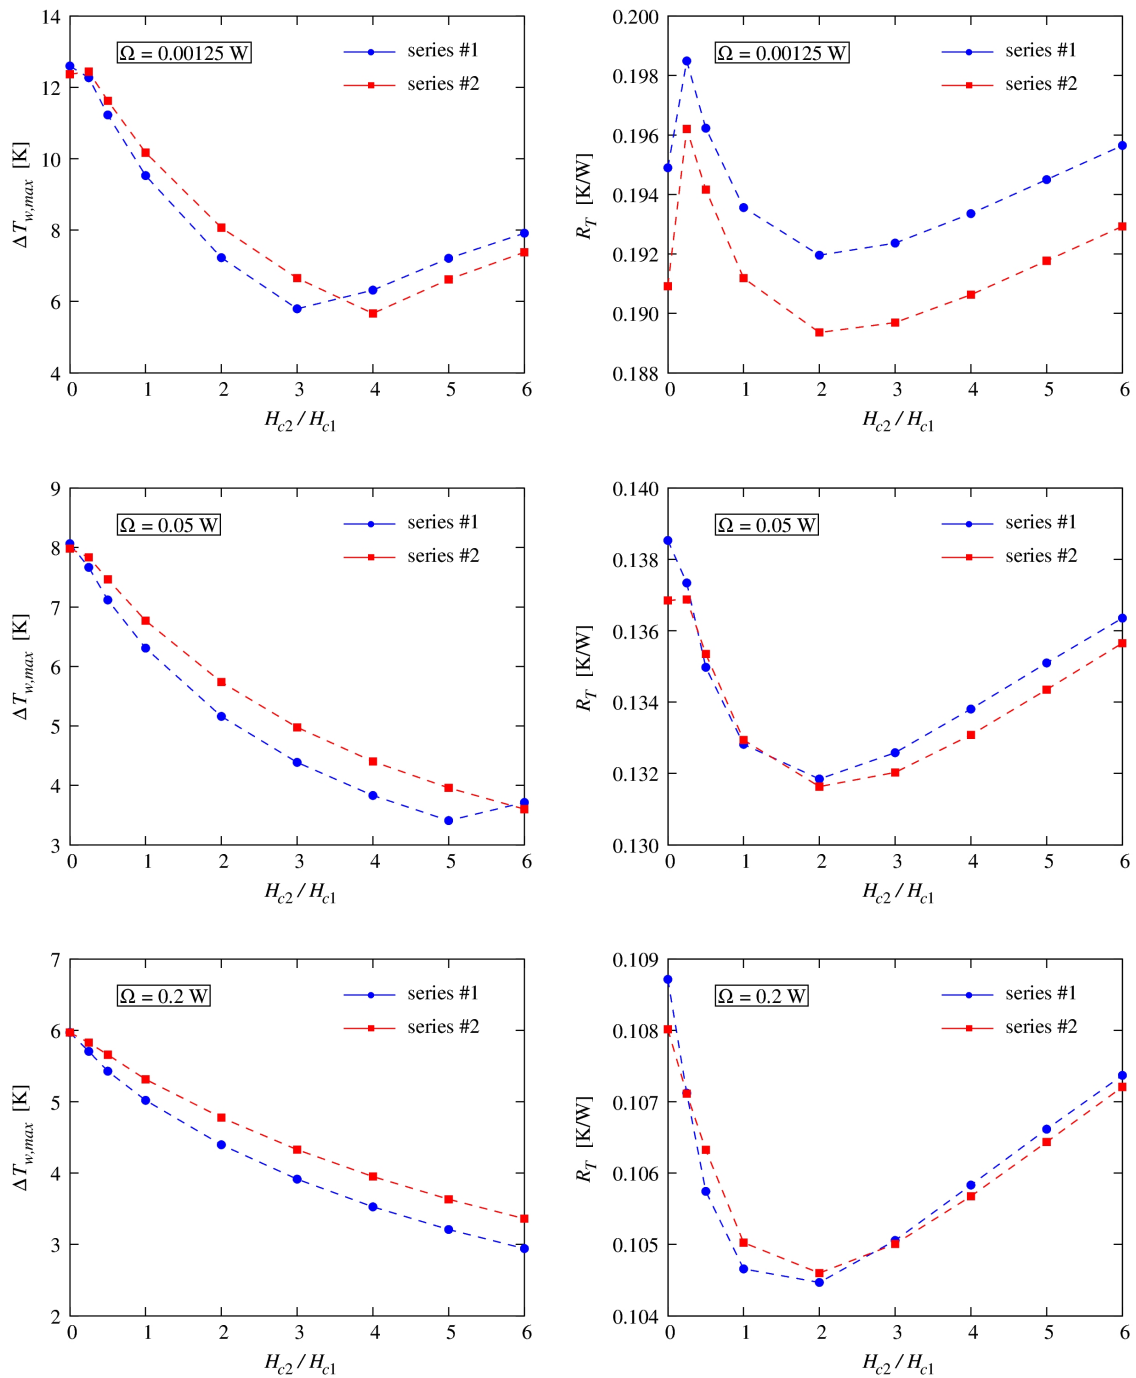 14
12
10
8
6
4
ΔT_w,max [K]
Ω = 0.00125 W
series #1
series #2
0 1 2 3 4 5 6
H_c2 / H_c1
0.200
0.198
0.196
0.194
0.192
0.190
0.188
R_T [K/W]
Ω = 0.00125 W
series #1
series #2
0 1 2 3 4 5 6
H_c2 / H_c1
9
8
7
6
5
4
3
ΔT_w,max [K]
Ω = 0.05 W
series #1
series #2
0 1 2 3 4 5 6
H_c2 / H_c1
0.140
0.138
0.136
0.134
0.132
0.130
R_T [K/W]
Ω = 0.05 W
series #1
series #2
0 1 2 3 4 5 6
H_c2 / H_c1
7
6
5
4
3
2
ΔT_w,max [K]
Ω = 0.2 W
series #1
series #2
0 1 2 3 4 5 6
H_c2 / H_c1
0.109
0.108
0.107
0.106
0.105
0.104
R_T [K/W]
Ω = 0.2 W
series #1
series #2
0 1 2 3 4 5 6
H_c2 / H_c1